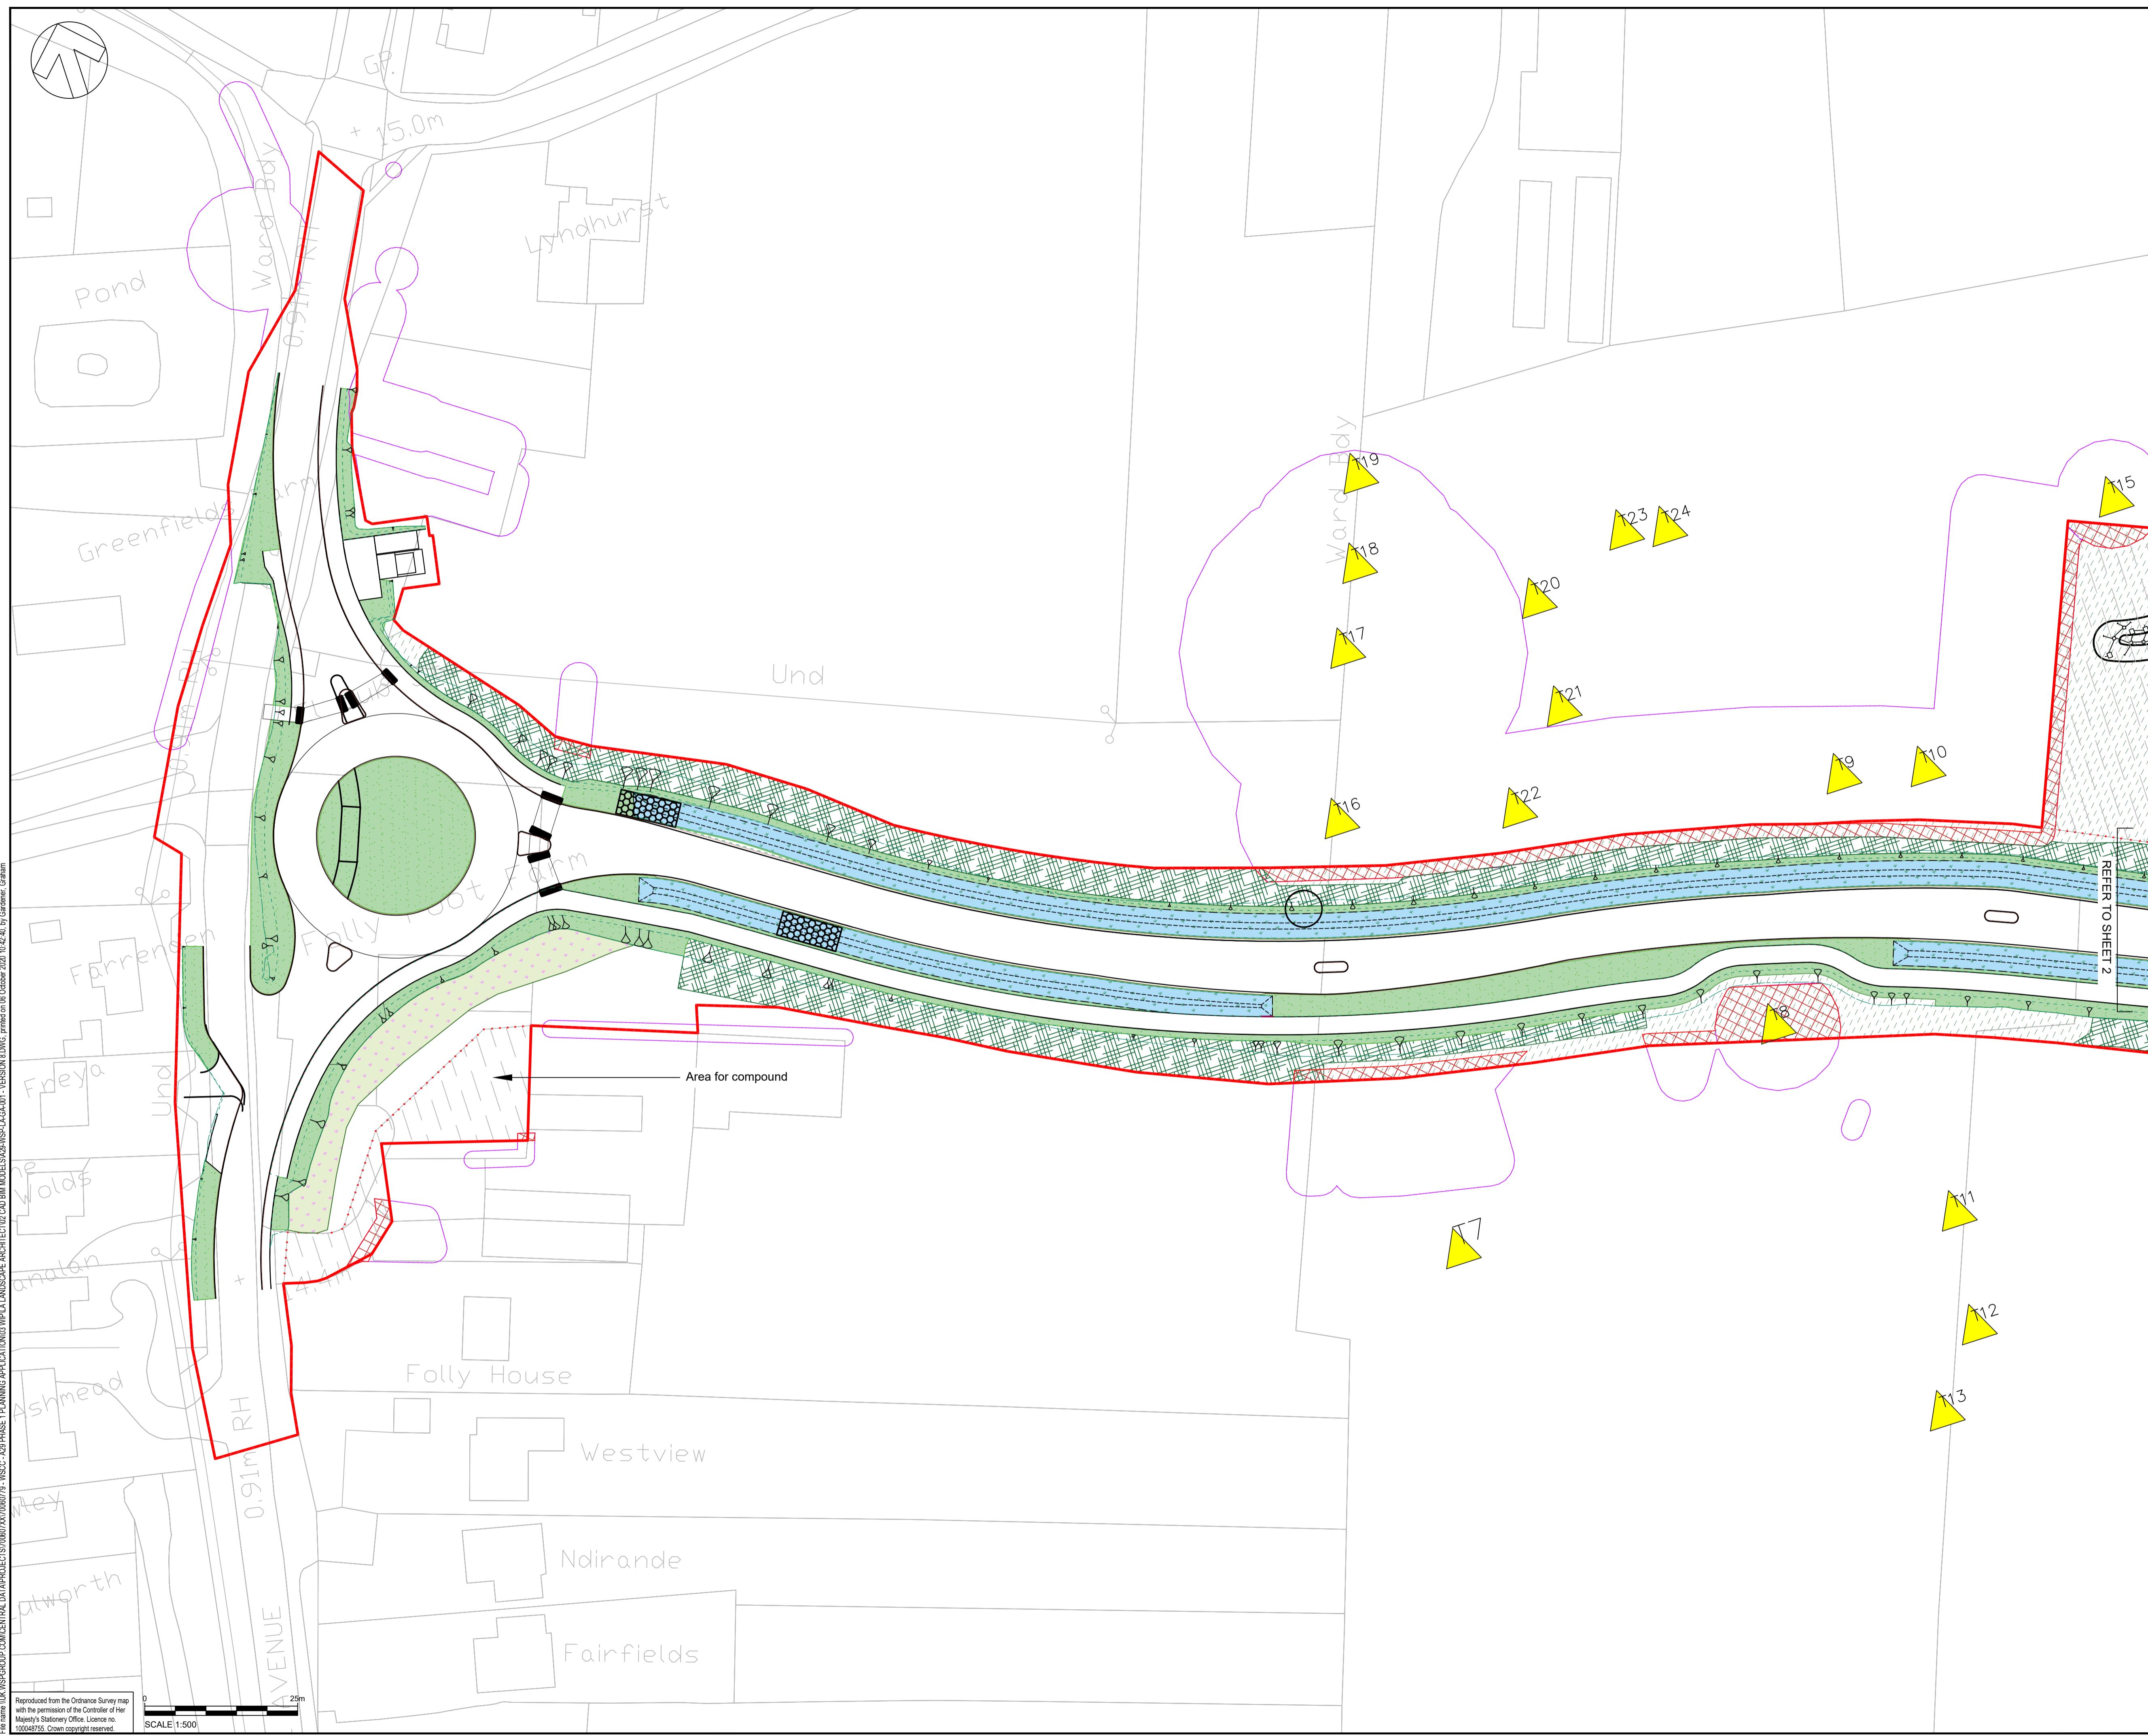 GP.
+ 15.0m
Ward Bdy
0.91m RH
Lyndhurst
Pond
Greenfields Farm
Ward Bdy
T19
T18
T17
T16
T23
T24
T20
T21
T22
T15
T9
T10
Und
Folly Foot Farm
REFER TO SHEET 2
Farrenden
Freya
Und
T8
Area for compound
Wolds
T7
T11
T12
T13
Folly House
Ashmead
0.91m RH
Westview
Ndirande
Fairfields
AVENUE
Reproduced from the Ordnance Survey map
with the permission of the Controller of Her
Majesty's Stationery Office. Licence no.
100048755. Crown copyright reserved.
0 25m
SCALE 1:500